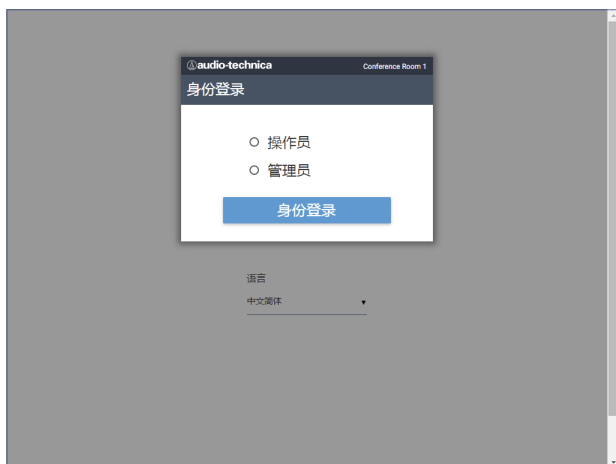 audio-technica Conference Room 1
身份登录
操作员
管理员
身份登录
语言
中文简体